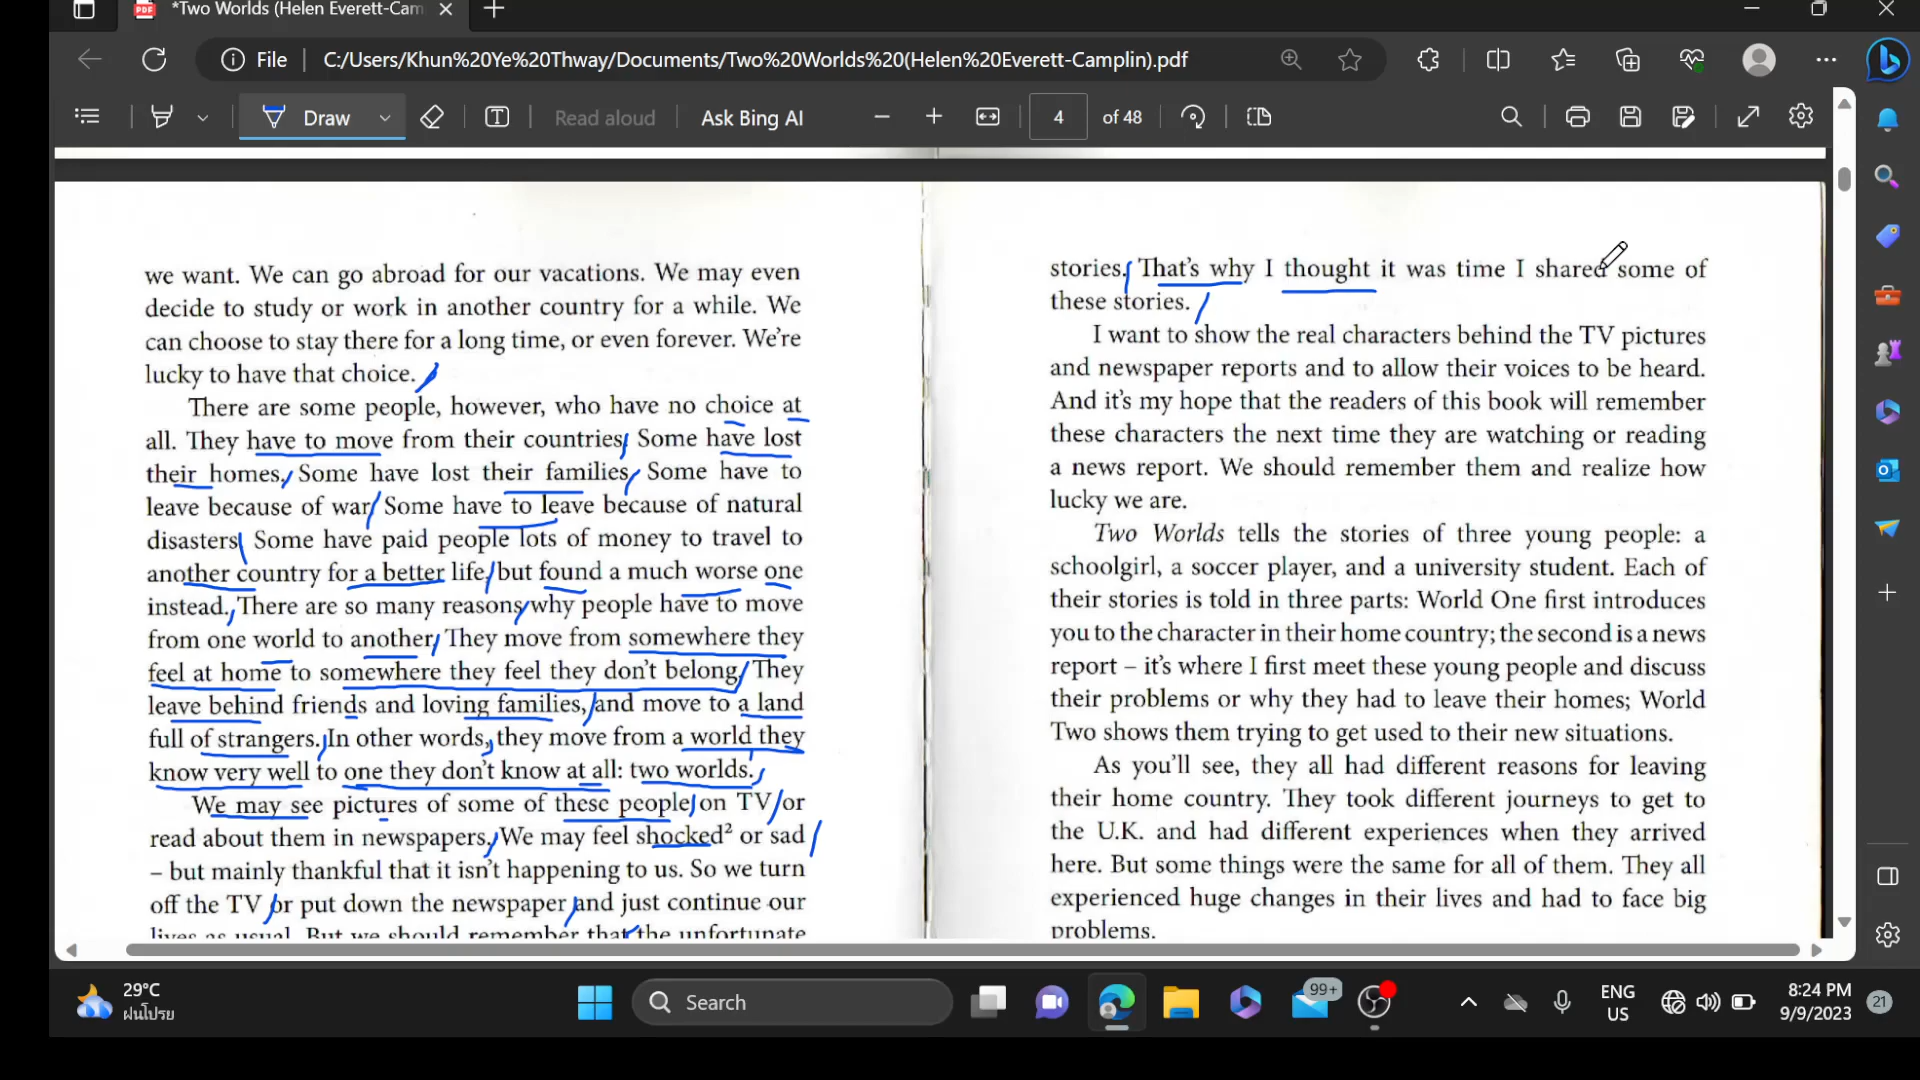 *Two Worlds (Helen Everett-Cam
File
C:/Users/Khun%20Ye%20Thway/Documents/Two%20Worlds%20(Helen%20Everett-Camplin).pdf
Draw
Read aloud
Ask Bing AI
4
of 48
we want. We can go abroad for our vacations. We may even
decide to study or work in another country for a while. We
can choose to stay there for a long time, or even forever. We're
lucky to have that choice.
There are some people, however, who have no choice at
all. They have to move from their countries. Some have lost
their homes. Some have lost their families. Some have to
leave because of war. Some have to leave because of natural
disasters. Some have paid people lots of money to travel to
another country for a better life, but found a much worse one
instead. There are so many reasons why people have to move
from one world to another. They move from somewhere they
feel at home to somewhere they feel they don't belong. They
leave behind friends and loving families, and move to a land
full of strangers. In other words, they move from a world they
know very well to one they don't know at all: two worlds.
We may see pictures of some of these people on TV or
read about them in newspapers. We may feel shocked² or sad
– but mainly thankful that it isn't happening to us. So we turn
off the TV or put down the newspaper and just continue our
lives as usual. But we should remember that the unfortunate
stories. That's why I thought it was time I shared some of
these stories.
I want to show the real characters behind the TV pictures
and newspaper reports and to allow their voices to be heard.
And it's my hope that the readers of this book will remember
these characters the next time they are watching or reading
a news report. We should remember them and realize how
lucky we are.
Two Worlds tells the stories of three young people: a
schoolgirl, a soccer player, and a university student. Each of
their stories is told in three parts: World One first introduces
you to the character in their home country; the second is a news
report – it's where I first meet these young people and discuss
their problems or why they had to leave their homes; World
Two shows them trying to get used to their new situations.
As you'll see, they all had different reasons for leaving
their home country. They took different journeys to get to
the U.K. and had different experiences when they arrived
here. But some things were the same for all of them. They all
experienced huge changes in their lives and had to face big
problems.
29°C
ฝนโปรย
Search
99+
ENG
US
8:24 PM
9/9/2023
21